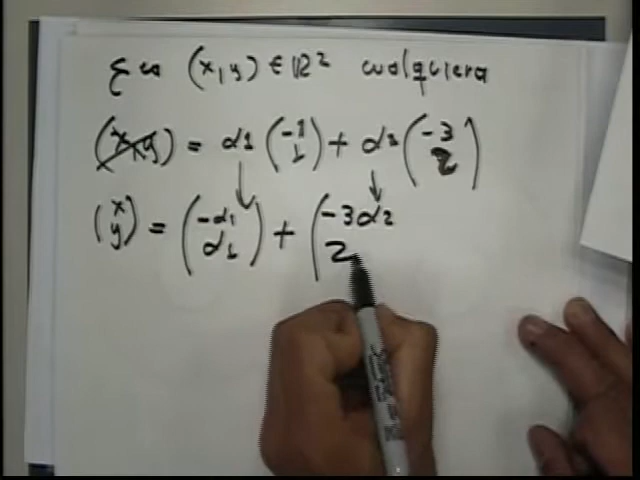 Sea (x,y) ∈ ℝ² cualquiera
(x,y) = α1 (-1 1) + α2 (-3 2)
(x y) = (-α1 α1) + (-3α2 2